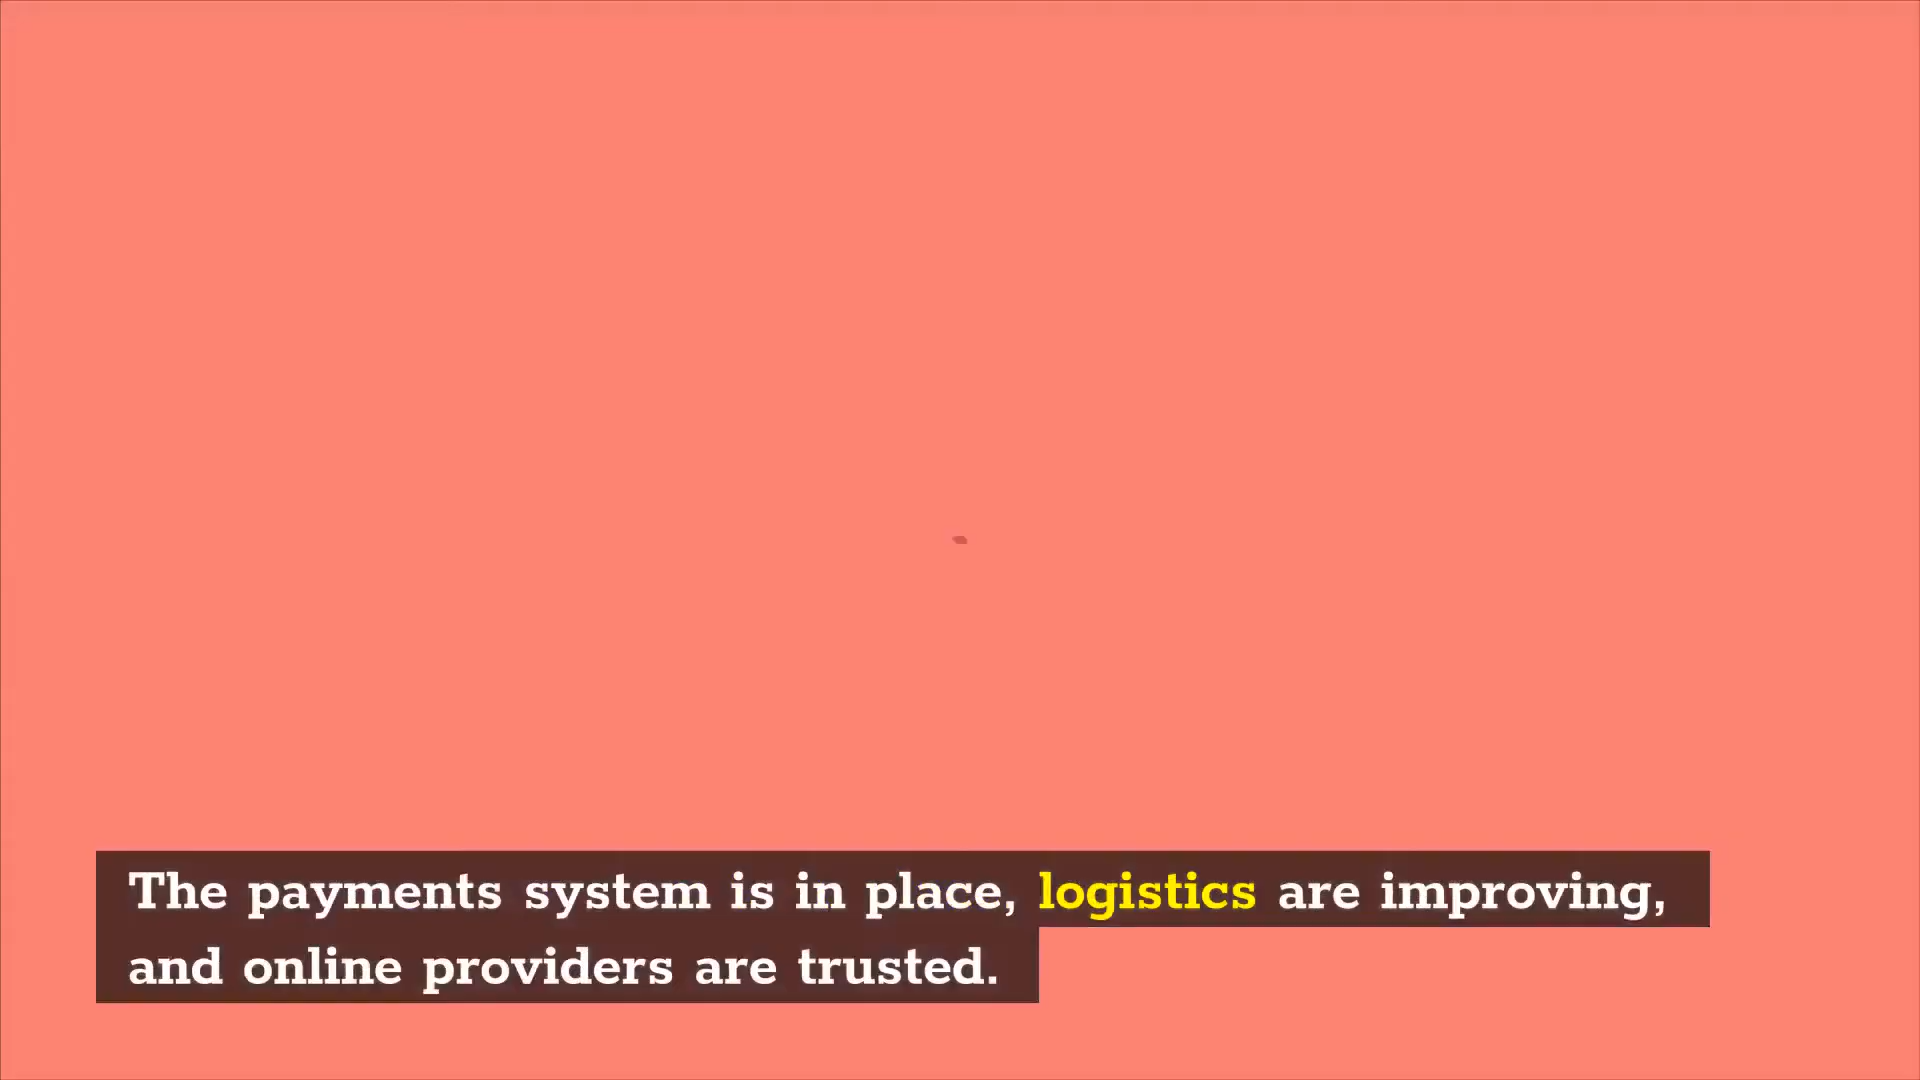 The payments system is in place, logistics are improving,
and online providers are trusted.